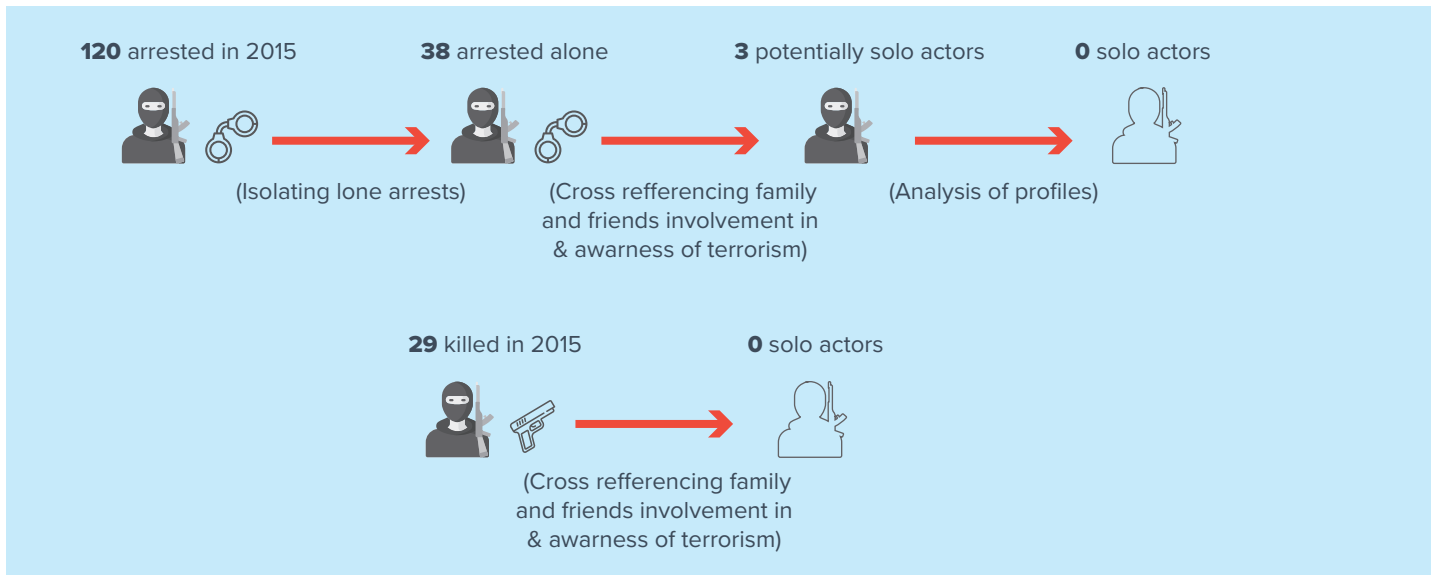 120 arrested in 2015
38 arrested alone
3 potentially solo actors
0 solo actors
(Isolating lone arrests)
(Cross refferencing family
and friends involvement in
& awarness of terrorism)
(Analysis of profiles)
29 killed in 2015
0 solo actors
(Cross refferencing family
and friends involvement in
& awarness of terrorism)